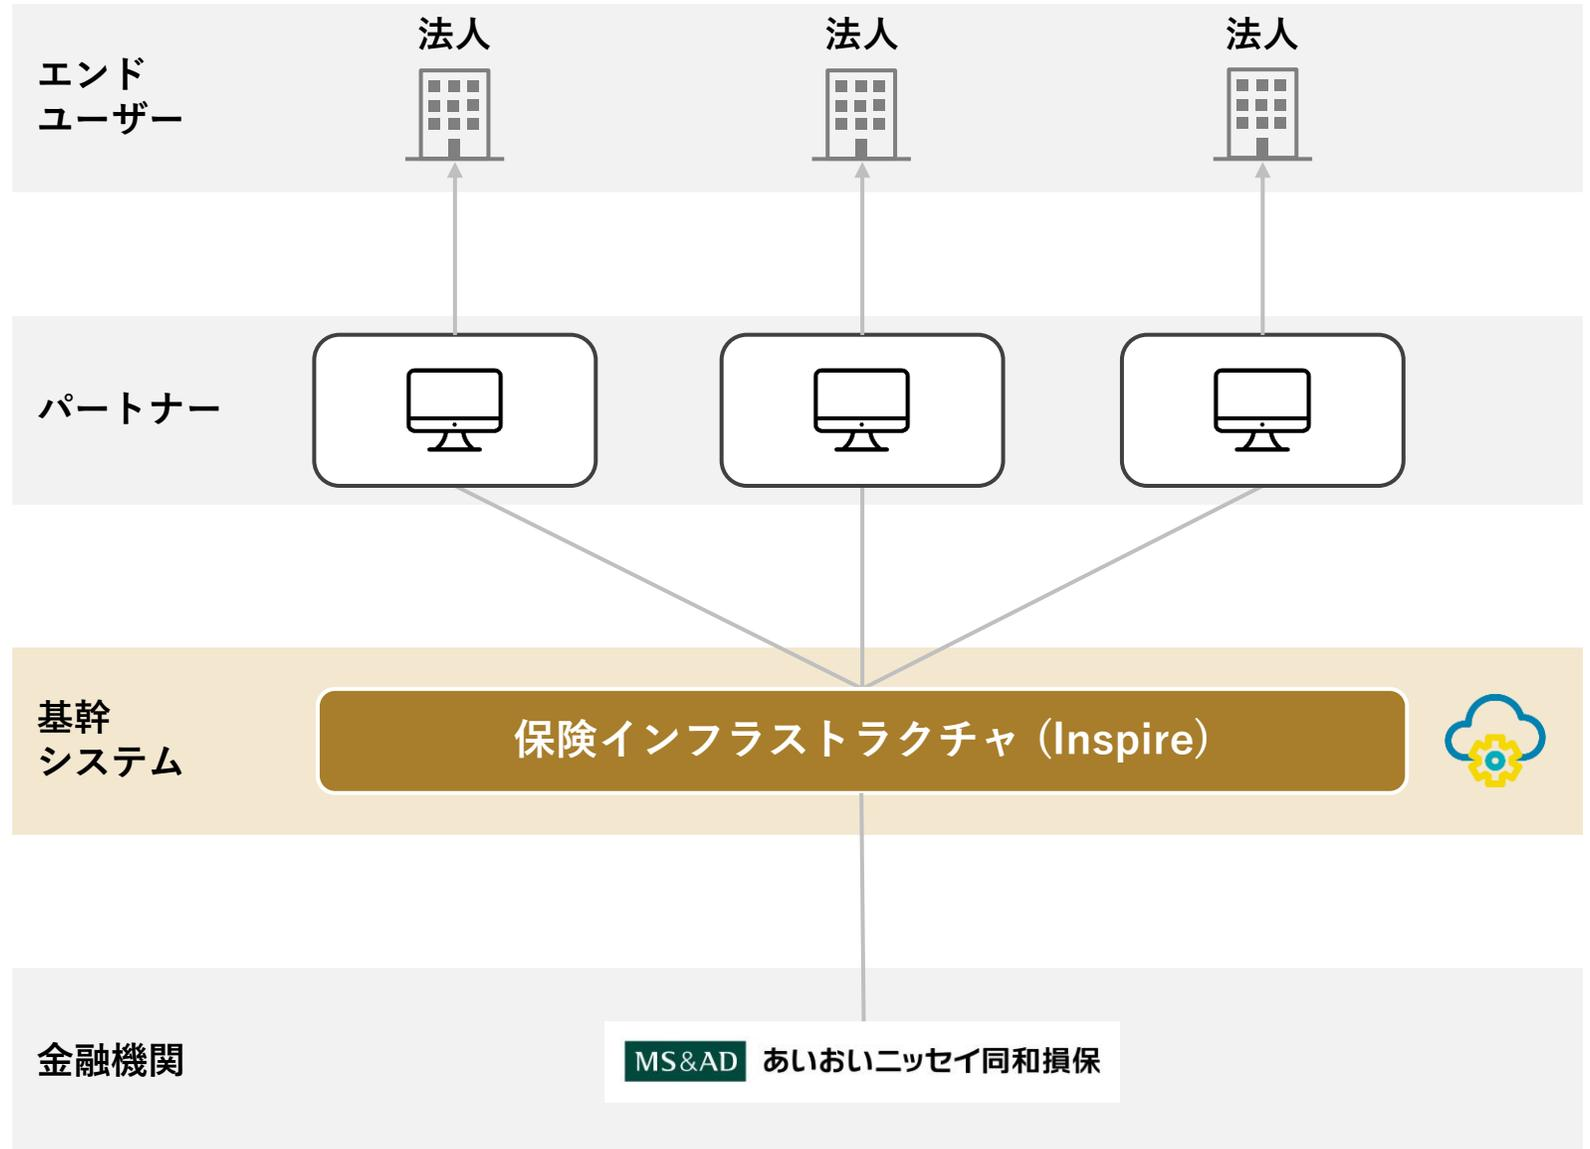 法人
法人
法人
エンド
ユーザー
パートナー
基幹
システム
保険インフラストラクチャ (Inspire)
金融機関
MS&AD あいおいニッセイ同和損保